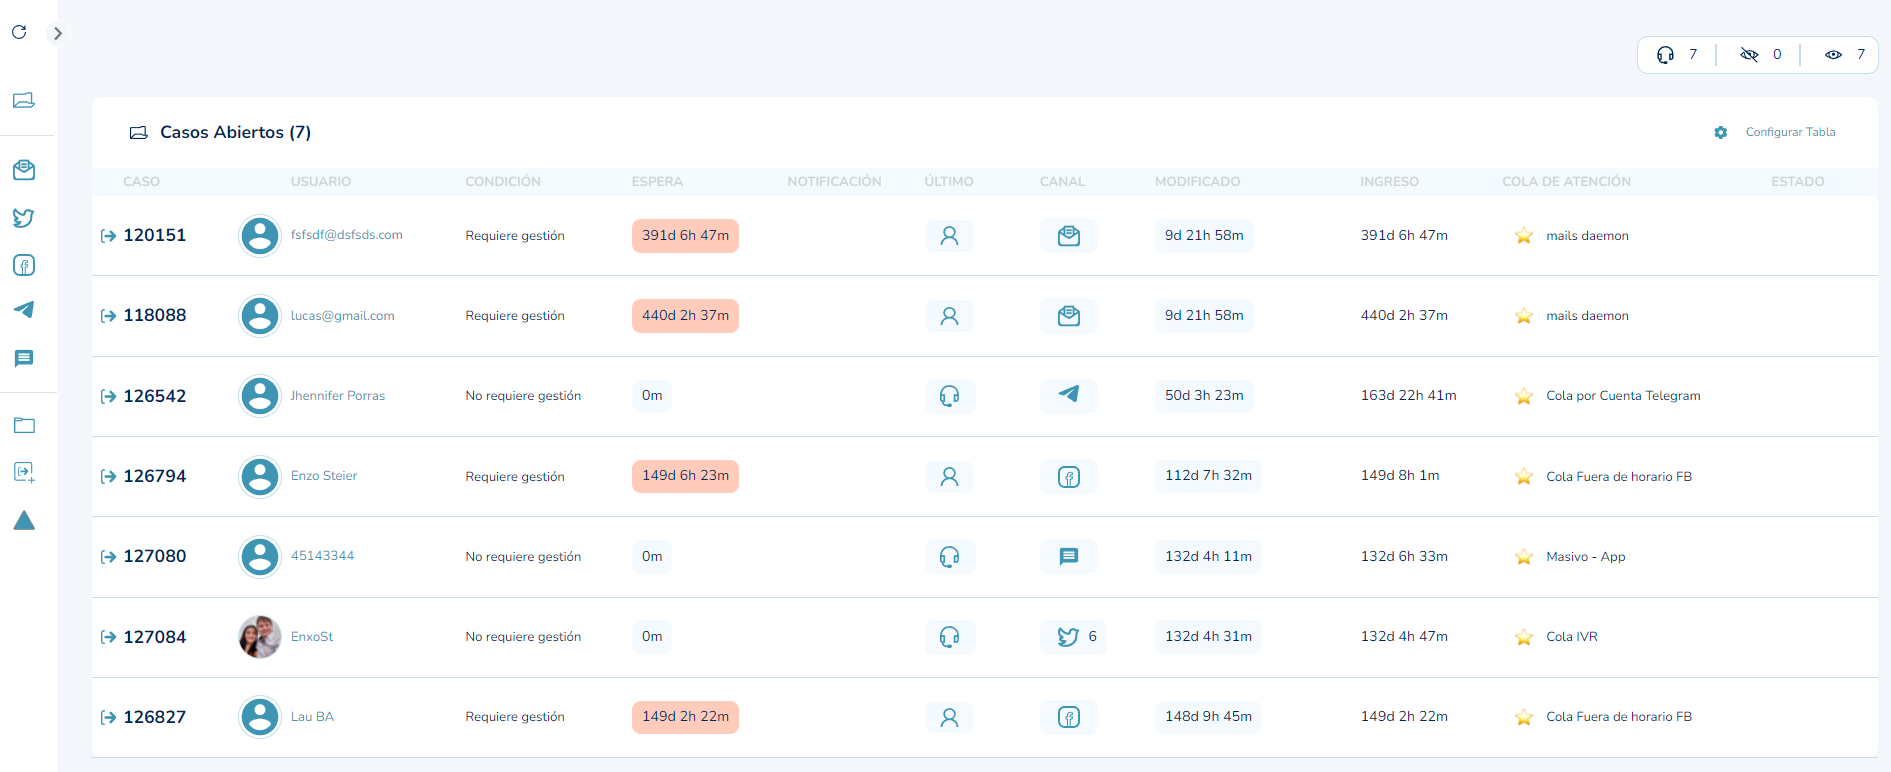 7 0 7
Casos Abiertos (7) Configurar Tabla
CASO USUARIO CONDICIÓN ESPERA NOTIFICACIÓN ÚLTIMO CANAL MODIFICADO INGRESO COLA DE ATENCIÓN ESTADO
120151 fsfsdf@dsfsds.com Requiere gestión 391d 6h 47m 9d 21h 58m 391d 6h 47m mails daemon
118088 lucas@gmail.com Requiere gestión 440d 2h 37m 9d 21h 58m 440d 2h 37m mails daemon
126542 Jhennifer Porras No requiere gestión 0m 50d 3h 23m 163d 22h 41m Cola por Cuenta Telegram
126794 Enzo Steier Requiere gestión 149d 6h 23m 112d 7h 32m 149d 8h 1m Cola Fuera de horario FB
127080 45143344 No requiere gestión 0m 132d 4h 11m 132d 6h 33m Masivo - App
127084 EnxoSt No requiere gestión 0m 6 132d 4h 31m 132d 4h 47m Cola IVR
126827 Lau BA Requiere gestión 149d 2h 22m 148d 9h 45m 149d 2h 22m Cola Fuera de horario FB